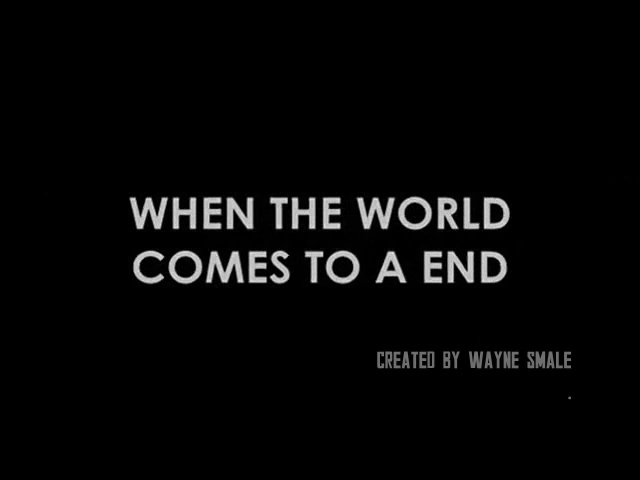 WHEN THE WORLD
COMES TO A END
CREATED BY WAYNE SMALE
.